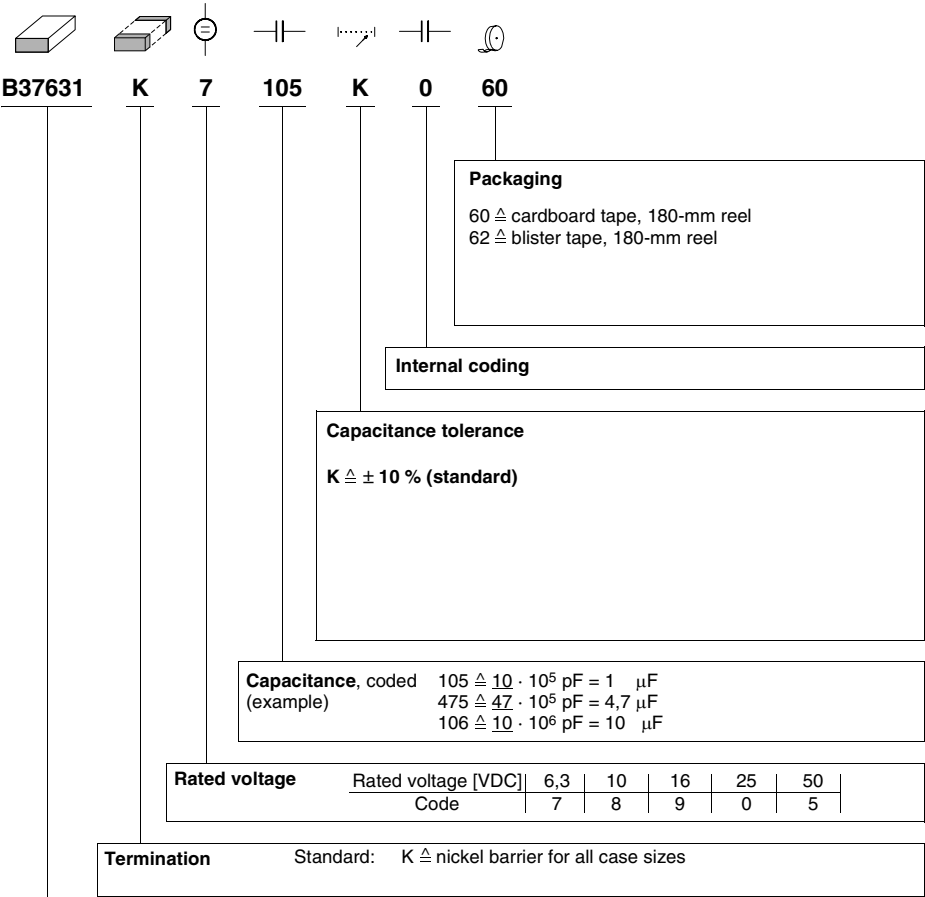 B37631 K 7 105 K 0 60
Packaging
60 ≙ cardboard tape, 180-mm reel
62 ≙ blister tape, 180-mm reel
Internal coding
Capacitance tolerance
K ≙ ± 10 % (standard)
Capacitance, coded 105 ≙ 10 · 10⁵ pF = 1 μF
(example) 475 ≙ 47 · 10⁵ pF = 4,7 μF
106 ≙ 10 · 10⁶ pF = 10 μF
Rated voltage Rated voltage [VDC] 6,3 10 16 25 50
Code 7 8 9 0 5
Termination Standard: K ≙ nickel barrier for all case sizes